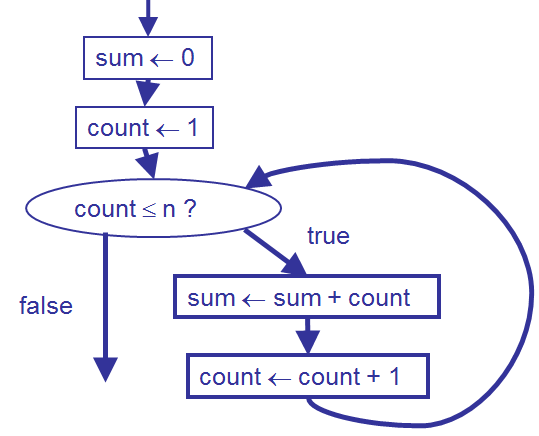 sum ← 0
count ← 1
count ≤ n ?
true
sum ← sum + count
false
count ← count + 1